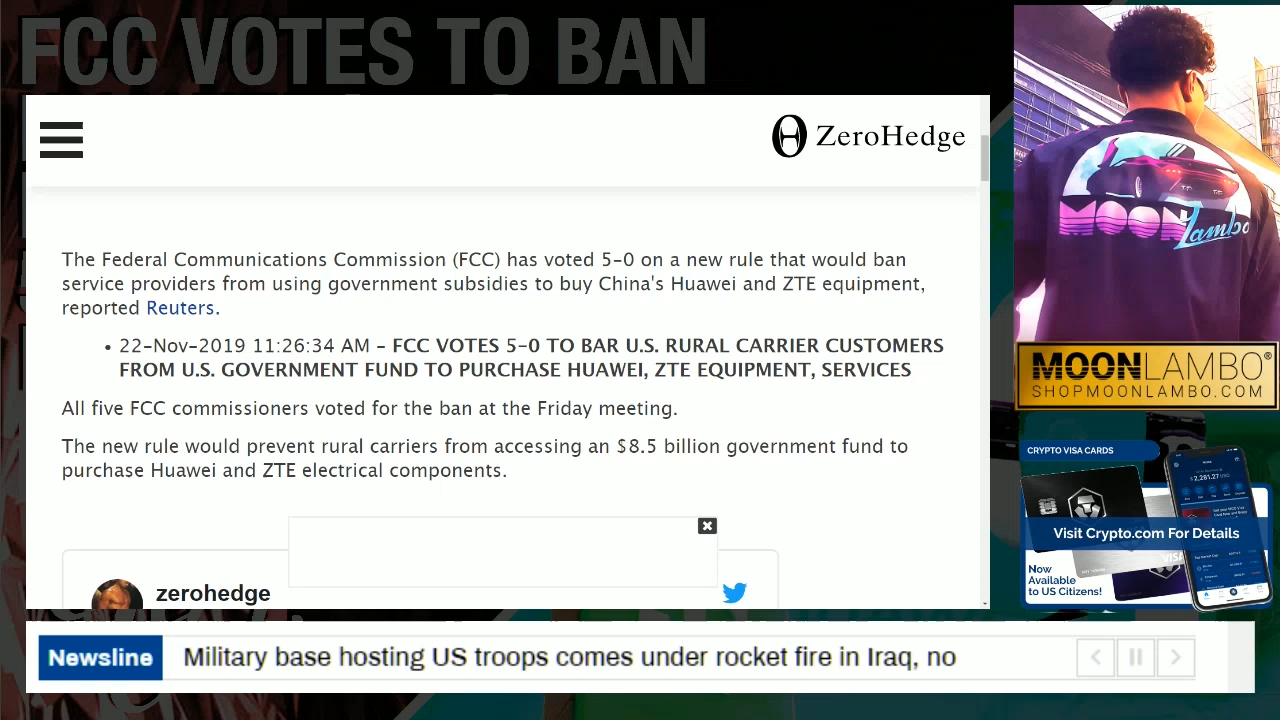 FCC VOTES TO BAN
ZeroHedge
The Federal Communications Commission (FCC) has voted 5-0 on a new rule that would ban
service providers from using government subsidies to buy China's Huawei and ZTE equipment,
reported Reuters.
• 22-Nov-2019 11:26:34 AM – FCC VOTES 5-0 TO BAR U.S. RURAL CARRIER CUSTOMERS
FROM U.S. GOVERNMENT FUND TO PURCHASE HUAWEI, ZTE EQUIPMENT, SERVICES
All five FCC commissioners voted for the ban at the Friday meeting.
The new rule would prevent rural carriers from accessing an $8.5 billion government fund to
purchase Huawei and ZTE electrical components.
zerohedge
Newsline Military base hosting US troops comes under rocket fire in Iraq, no
MOON Lambo
MOONLAMBO®
SHOPMOONLAMBO.COM
CRYPTO VISA CARDS
$2,281.27
Visit Crypto.com For Details
VISA
Now
Available
to US Citizens!